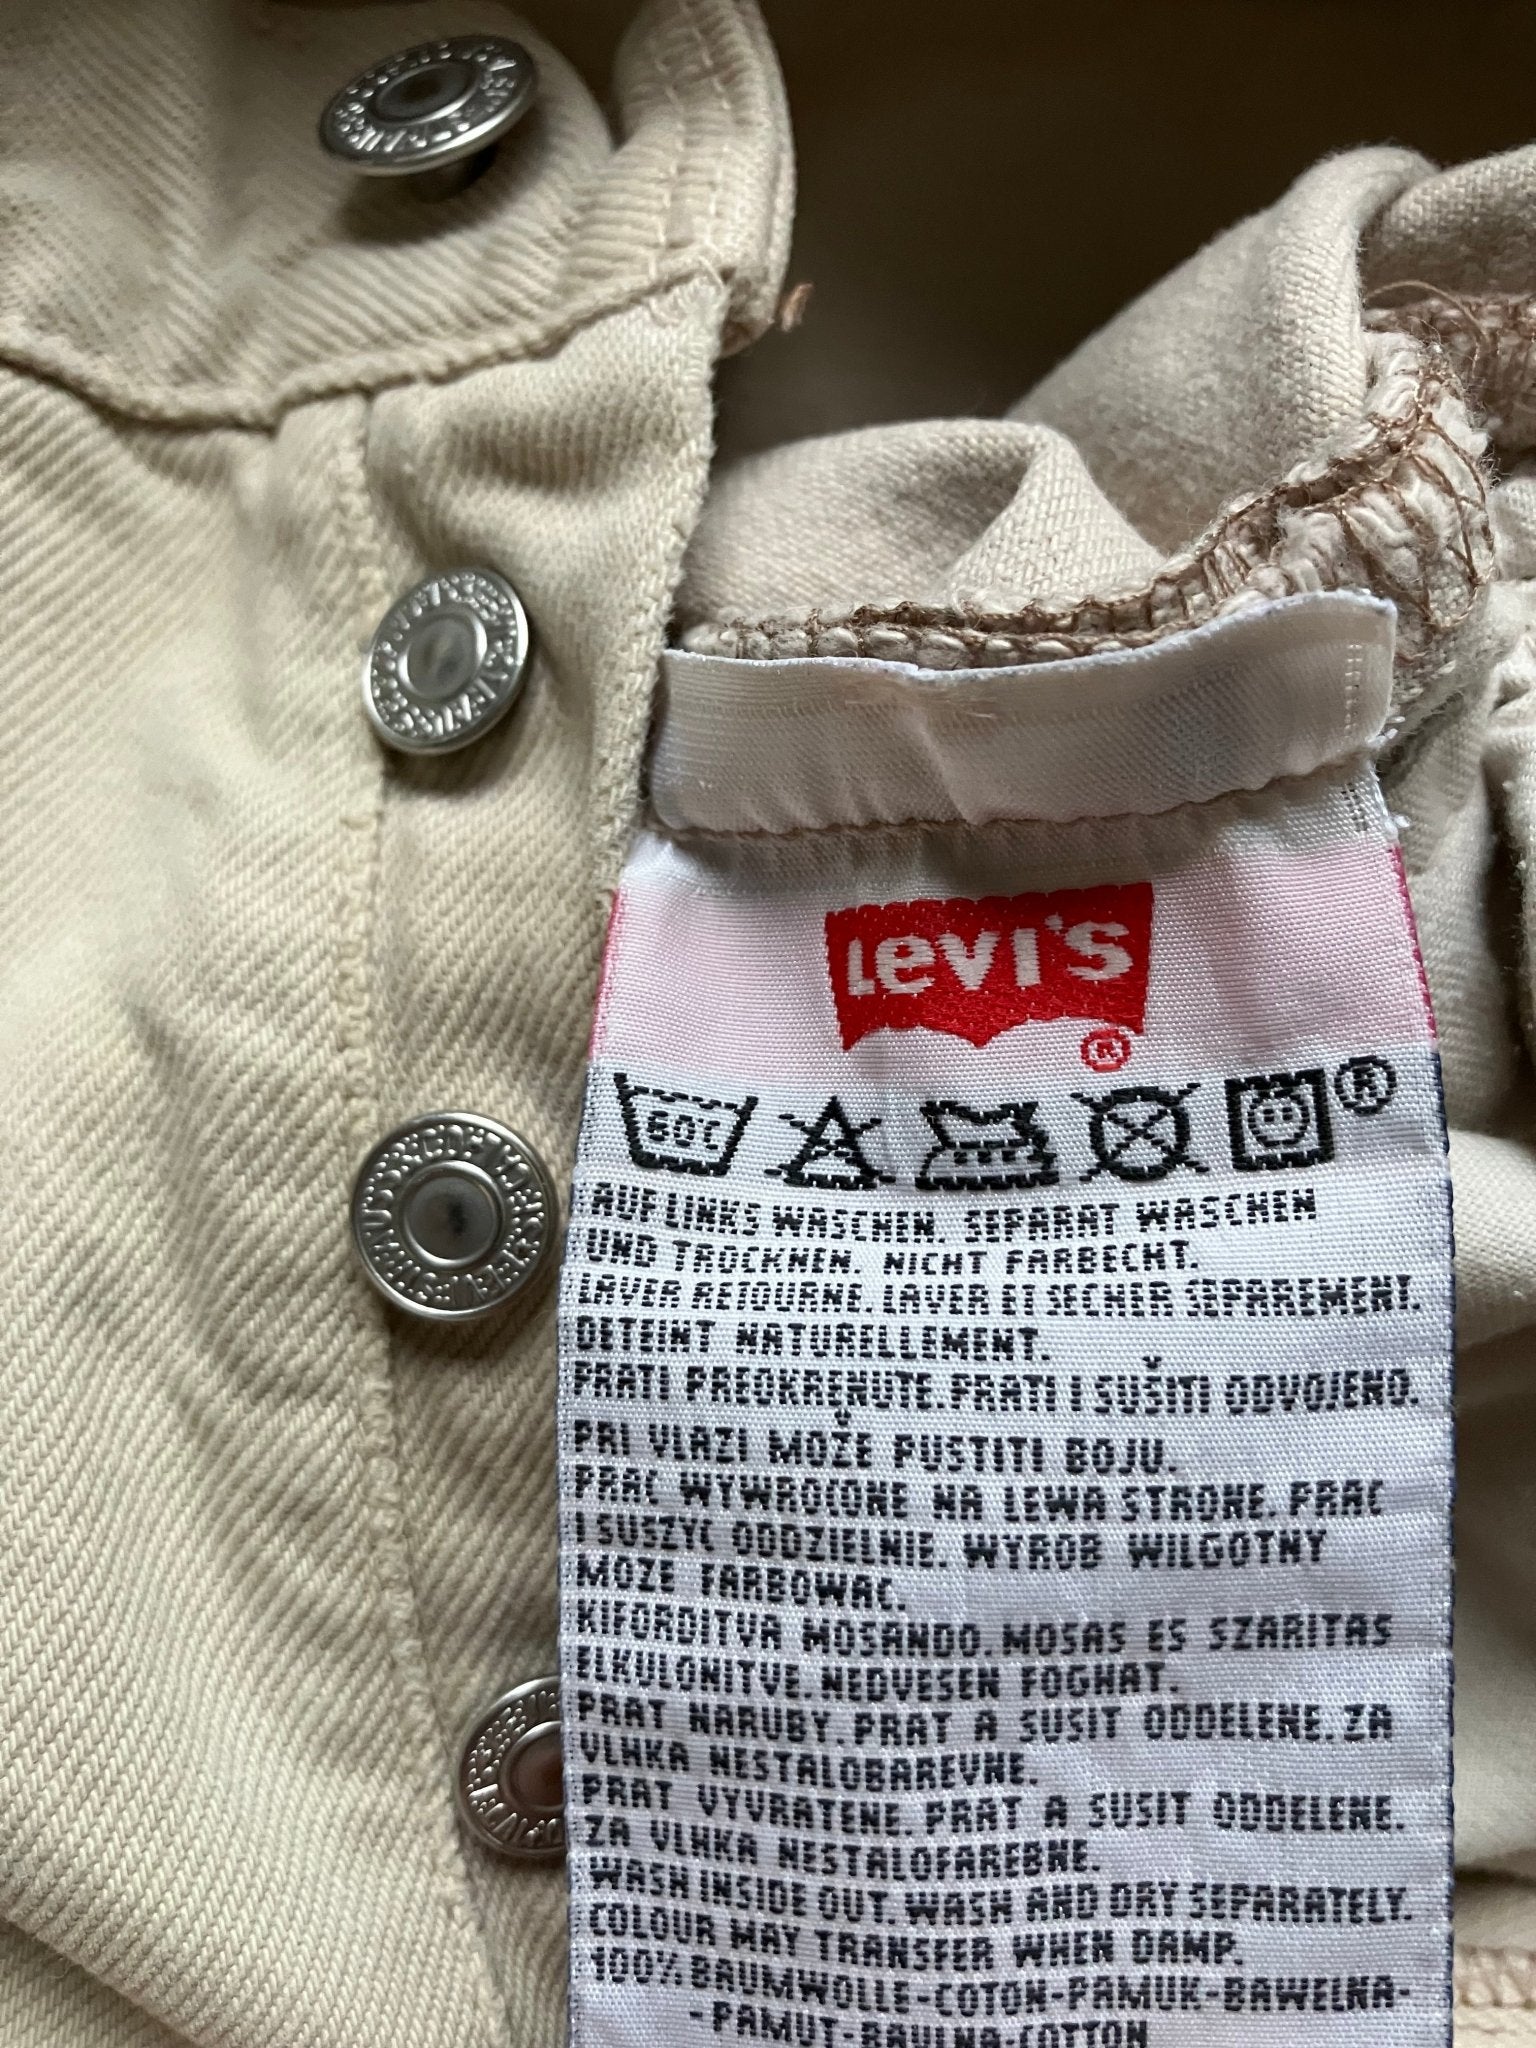 LEVI'S
®
60°C
®
AUF LINKS WASCHEN. SEPARAT WASCHEN
UND TROCKNEN. NICHT FARBECHT.
LAVER RETOURNE. LAVER ET SECHER SEPAREMENT.
DETEINT NATURELLEMENT.
PRATI PREOKRENUTE. PRATI I SUŠITI ODVOJENO.
PRI VLAZI MOŽE PUSTITI BOJU.
PRAC WYWROCONE NA LEWA STRONE. PRAC
I SUSZYC ODDZIELNIE. WYROB WILGOTNY
MOZE FARBOWAC.
KIFORDITVA MOSANDO. MOSAS ES SZARITAS
ELKULONITVE. NEDVESEN FOGHAT.
PRAT NARUBY. PRAT A SUSIT ODDELENE. ZA
VLHKA NESTALOBAREVNE.
PRAT VYVRATENE. PRAT A SUSIT ODDELENE.
ZA VLHKA NESTALOFAREBNE.
WASH INSIDE OUT. WASH AND DRY SEPARATELY.
COLOUR MAY TRANSFER WHEN DAMP.
100% BAUMWOLLE-COTON-PAMUK-BAWELNA-
-PAMUT-BAVLNA-COTTON